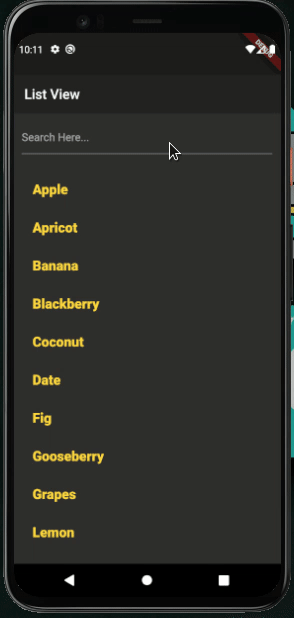 10:11
DEBUG
List View
Search Here...
Apple
Apricot
Banana
Blackberry
Coconut
Date
Fig
Gooseberry
Grapes
Lemon